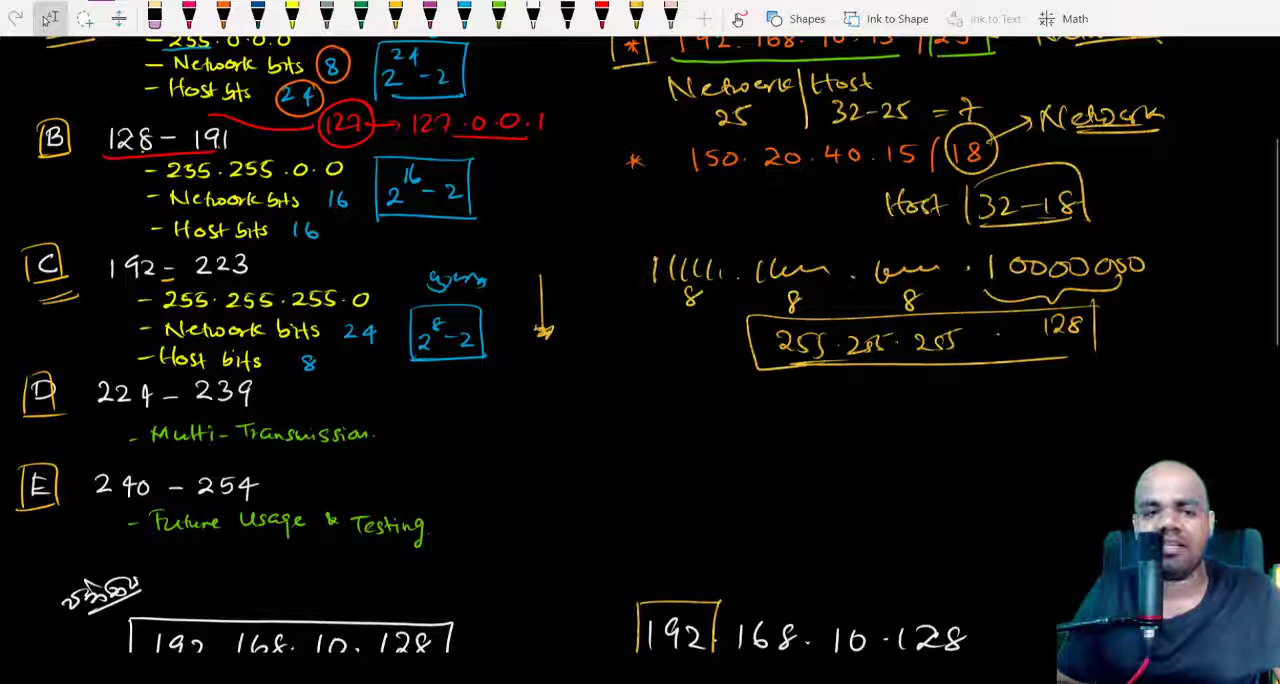 Shapes
Ink to Shape
Ink to Text
Math
255.0.0.0
- Network bits 8
- Host bits 24
2^24 - 2
127 → 127.0.0.1
B 128 - 191
- 255.255.0.0
- Network bits 16
- Host bits 16
2^16 - 2
C 192 - 223
- 255.255.255.0
- Network bits 24
- Host bits 8
2^8 - 2
D 224 - 239
- Multi-Transmission.
E 240 - 254
- Future Usage & Testing
192.168.10.128
* 192.168.10.15 / 25
Network | Host
25 | 32-25 = 7
* 150.20.40.15 / 18 → Network
Host 32-18
10000000
8 8 8
255.255.255.128
192.168.10.128